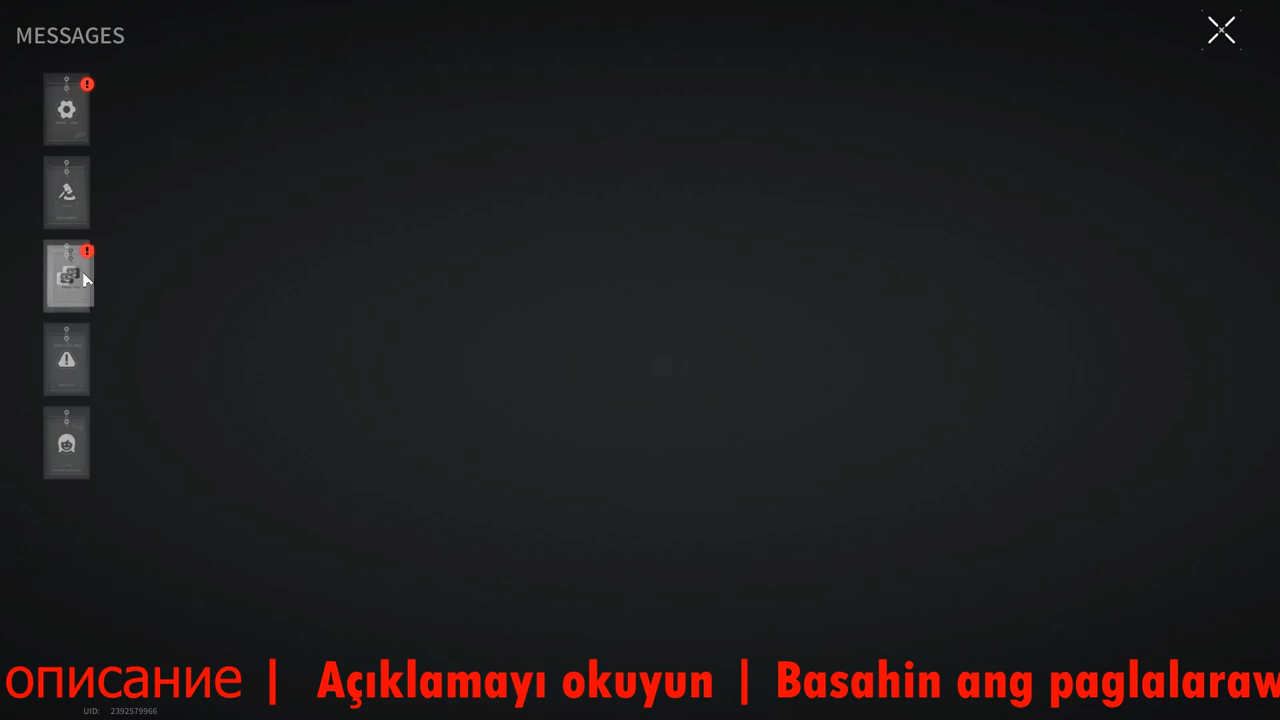 MESSAGES
описание | Açıklamayı okuyun | Basahin ang paglalaraw
UID: 2392579966